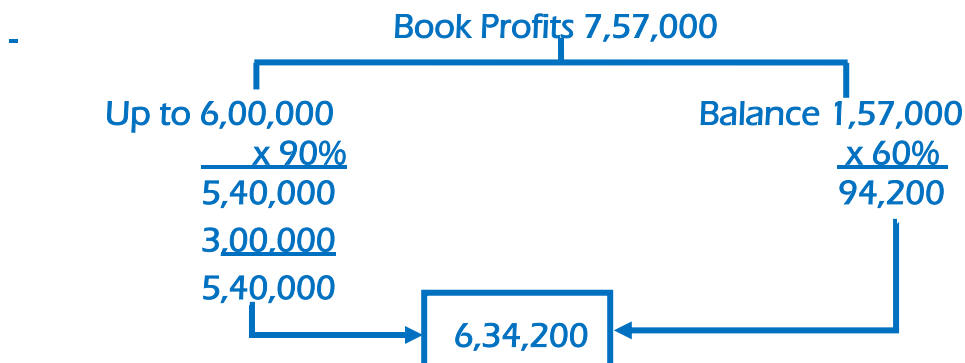 -
Book Profits 7,57,000
Up to 6,00,000
x 90%
5,40,000
3,00,000
5,40,000
Balance 1,57,000
x 60%
94,200
6,34,200